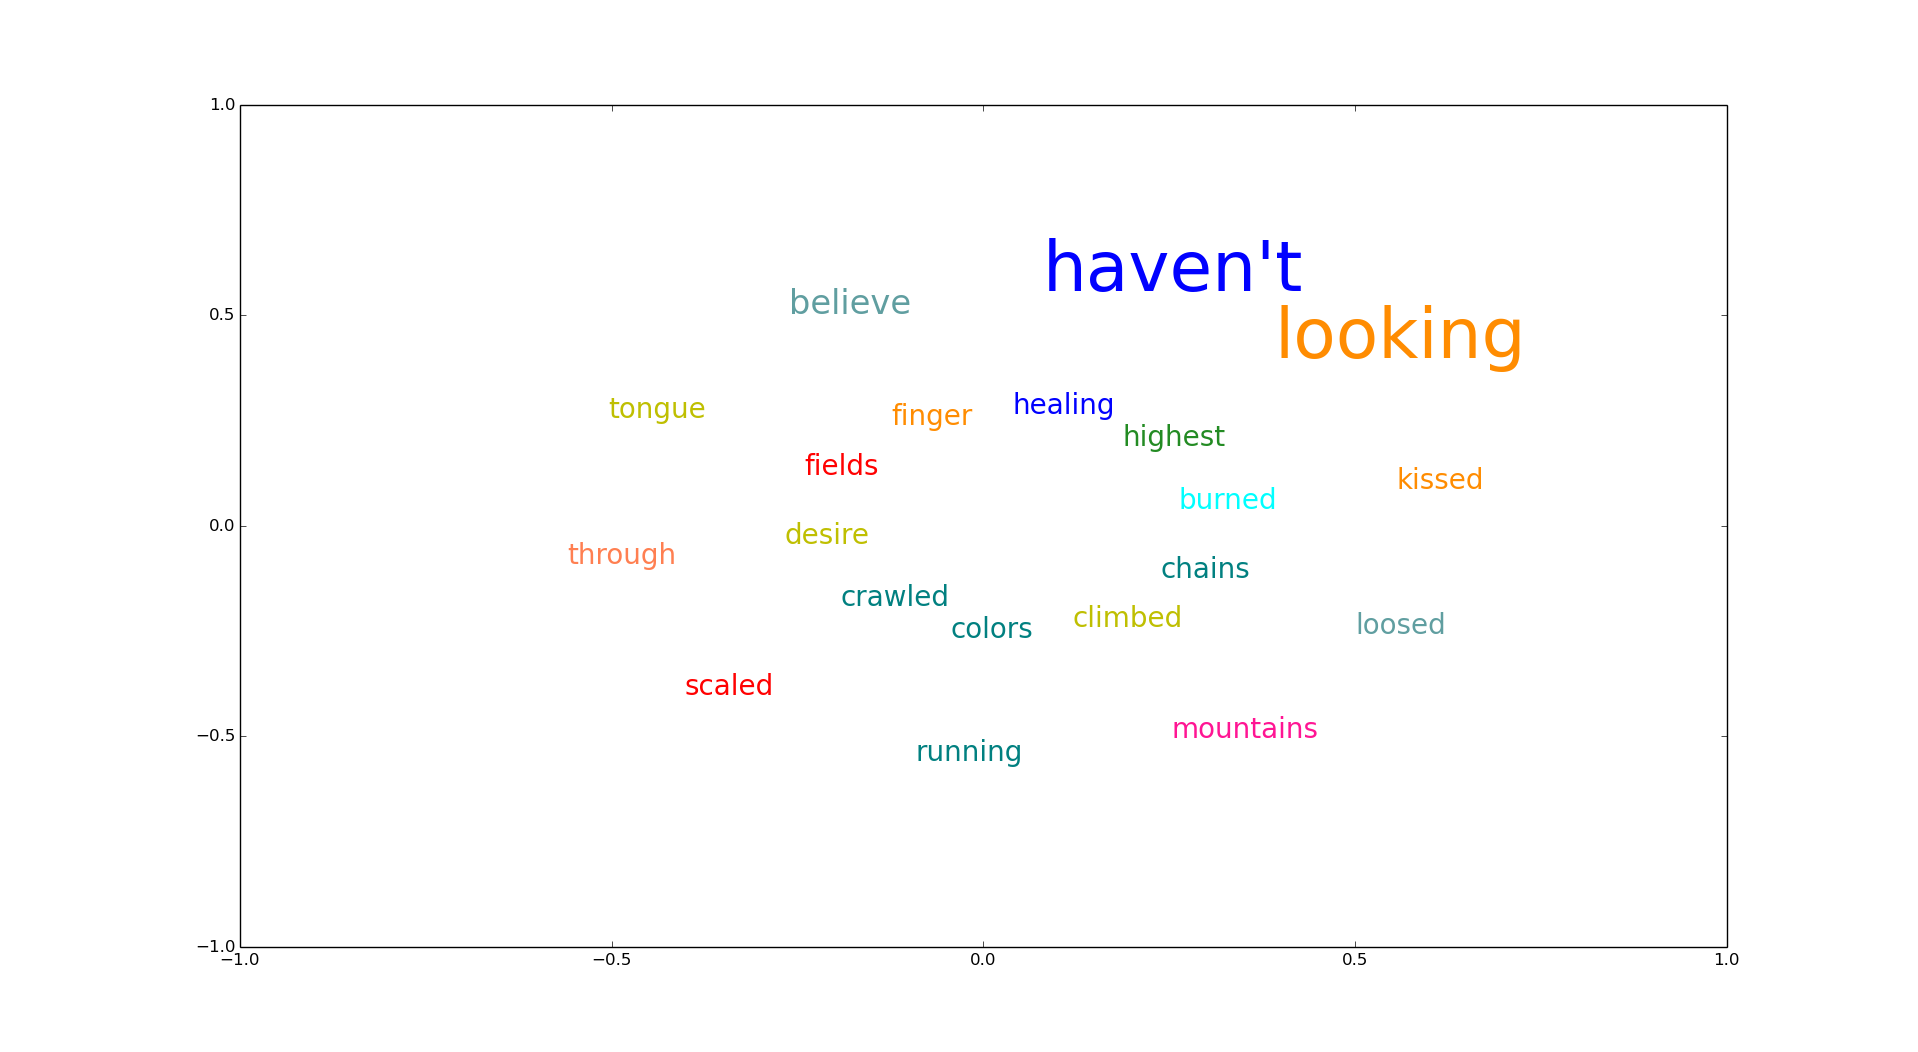 1.0
haven't
believe
0.5
looking
healing
tongue
finger
highest
fields
kissed
burned
0.0
desire
through
chains
crawled
climbed
loosed
colors
scaled
mountains
−0.5
running
−1.0
−1.0 −0.5 0.0 0.5 1.0